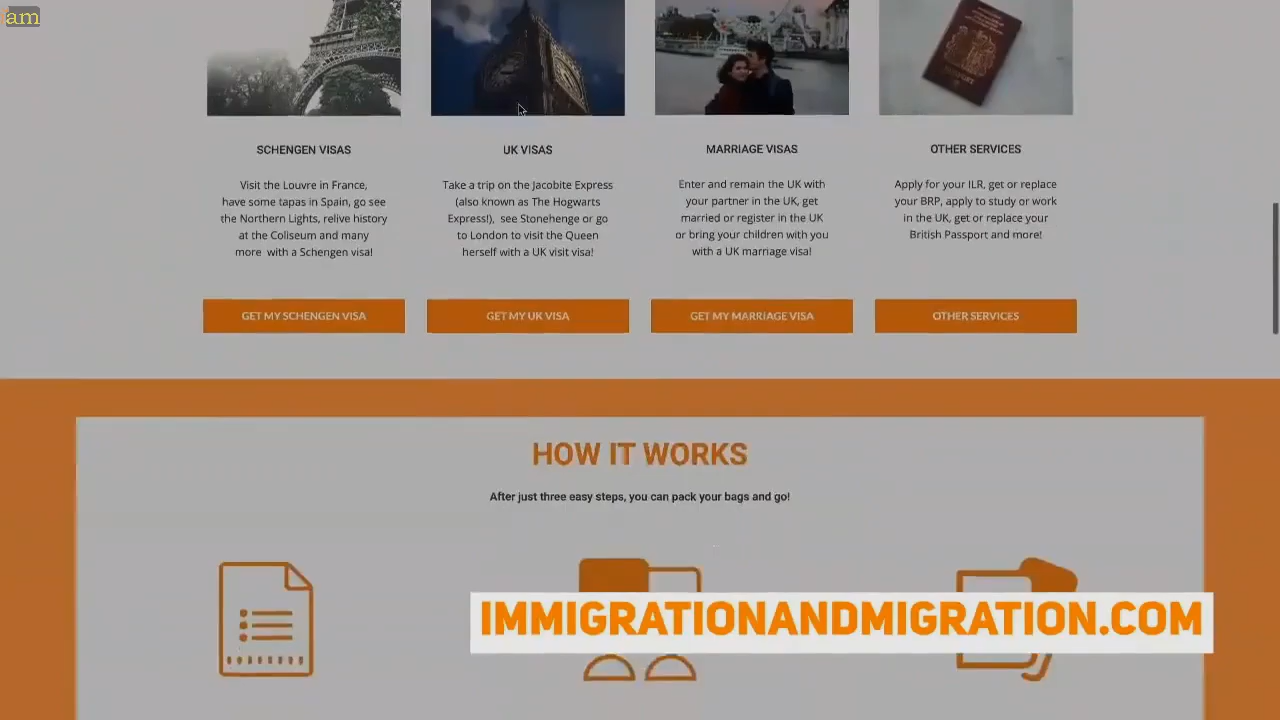 am
SCHENGEN VISAS
Visit the Louvre in France,
have some tapas in Spain, go see
the Northern Lights, relive history
at the Coliseum and many
more with a Schengen visa!
GET MY SCHENGEN VISA
UK VISAS
Take a trip on the Jacobite Express
(also known as The Hogwarts
Express!), see Stonehenge or go
to London to visit the Queen
herself with a UK visit visa!
GET MY UK VISA
MARRIAGE VISAS
Enter and remain the UK with
your partner in the UK, get
married or register in the UK
or bring your children with you
with a UK marriage visa!
GET MY MARRIAGE VISA
PASSPORT
OTHER SERVICES
Apply for your ILR, get or replace
your BRP, apply to study or work
in the UK, get or replace your
British Passport and more!
OTHER SERVICES
HOW IT WORKS
After just three easy steps, you can pack your bags and go!
IMMIGRATIONANDMIGRATION.COM